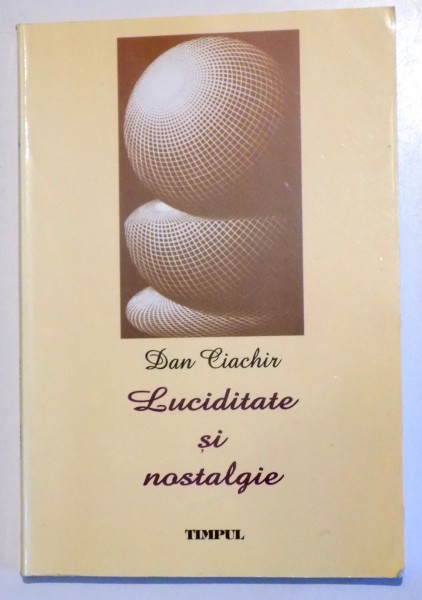 Dan Ciachir
Luciditate
și
nostalgie
TIMPUL